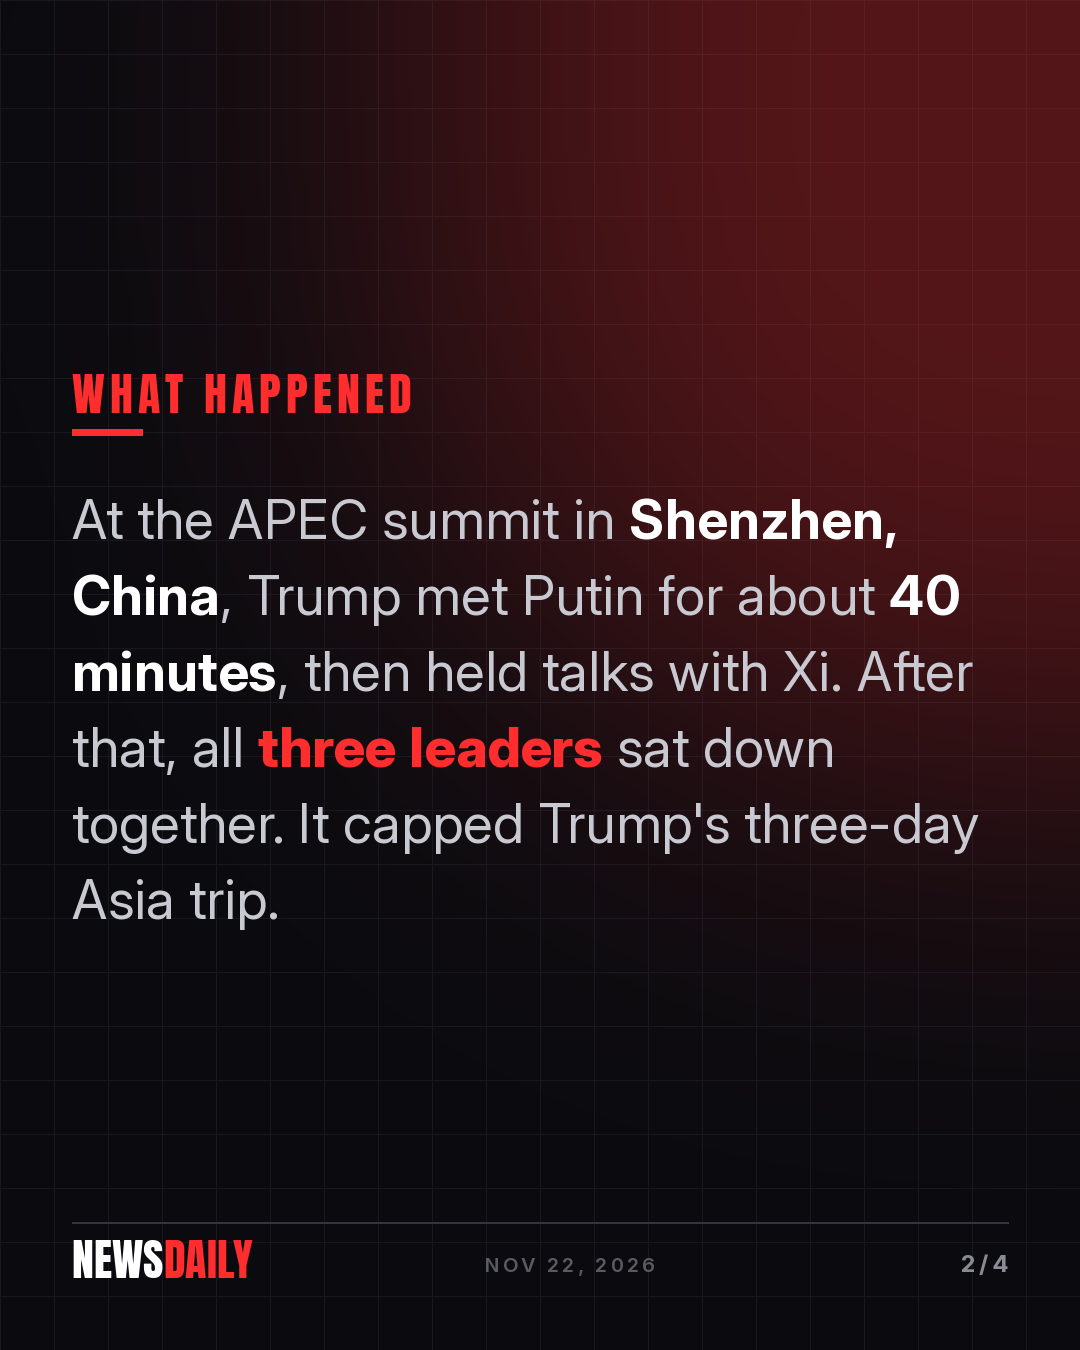 WHAT HAPPENED
At the APEC summit in Shenzhen,
China, Trump met Putin for about 40
minutes, then held talks with Xi. After
that, all three leaders sat down
together. It capped Trump's three-day
Asia trip.
NEWSDAILY
NOV 22, 2026
2/4